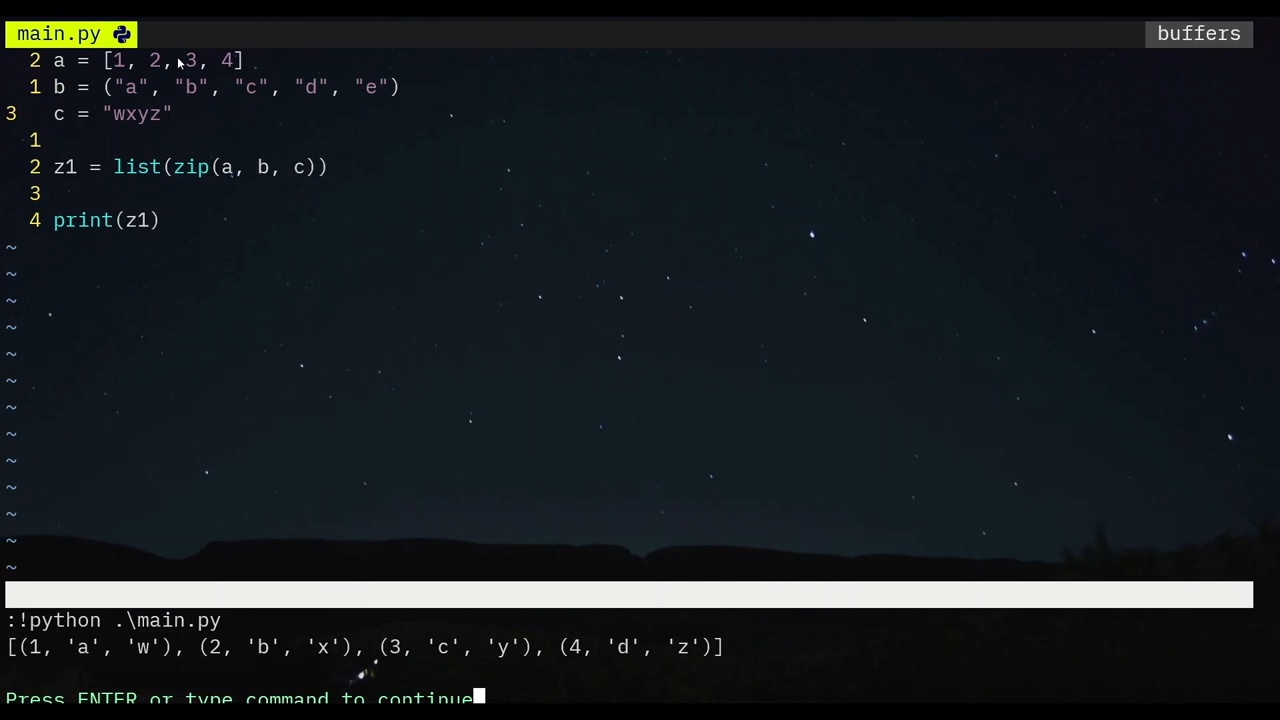 main.py buffers
2 a = [1, 2, 3, 4]
1 b = ("a", "b", "c", "d", "e")
3 c = "wxyz"
1
2 z1 = list(zip(a, b, c))
3
4 print(z1)
~
~
~
~
~
~
~
~
~
~
~
~
~
:!python .\main.py
[(1, 'a', 'w'), (2, 'b', 'x'), (3, 'c', 'y'), (4, 'd', 'z')]
Press ENTER or type command to continue